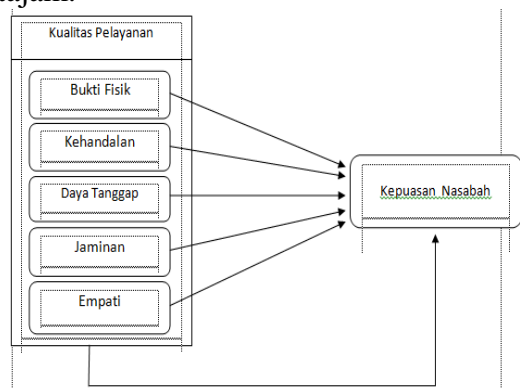 Kualitas Pelayanan
Bukti Fisik
Kehandalan
Daya Tanggap
Kepuasan Nasabah
Jaminan
Empati